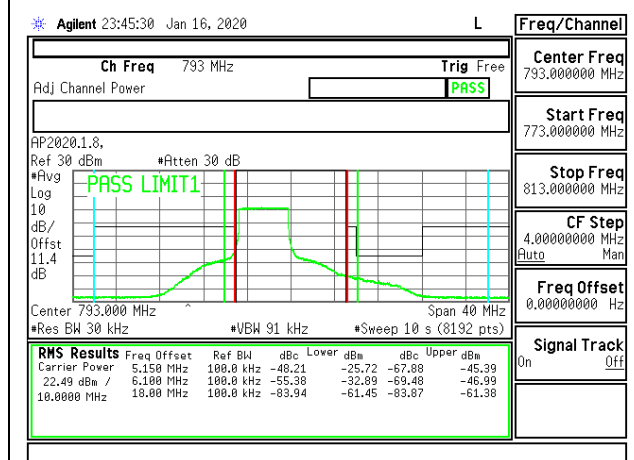 Agilent 23:45:30 Jan 16, 2020 L
Ch Freq 793 MHz Trig Free
Adj Channel Power PASS
AP2020.1.8,
Ref 30 dBm #Atten 30 dB
#Avg
Log
10
dB/
Offst
11.4
dB
PASS LIMIT1
Center 793.000 MHz ^ Span 40 MHz
#Res BW 30 kHz #VBW 91 kHz #Sweep 10 s (8192 pts)
RMS Results Freq Offset Ref BW dBc Lower dBm dBc Upper dBm
Carrier Power 5.150 MHz 100.0 kHz -48.21 -25.72 -67.88 -45.39
22.49 dBm / 6.100 MHz 100.0 kHz -55.38 -32.89 -69.48 -46.99
10.0000 MHz 18.00 MHz 100.0 kHz -83.94 -61.45 -83.87 -61.38
Freq/Channel
Center Freq
793.000000 MHz
Start Freq
773.000000 MHz
Stop Freq
813.000000 MHz
CF Step
4.00000000 MHz
Auto Man
Freq Offset
0.00000000 Hz
Signal Track
On Off